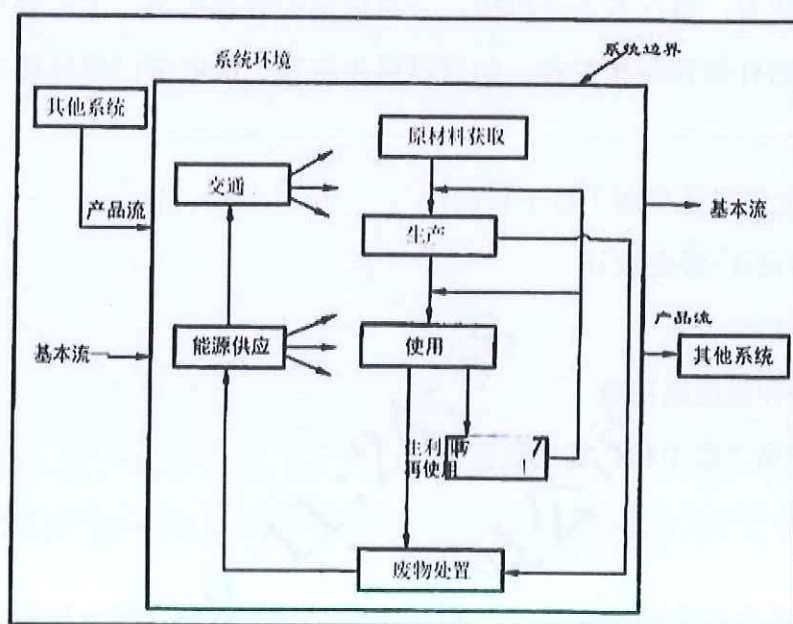 系统环境
系统边界
其他系统
原材料获取
交通
产品流
基本流
生产
产品流
基本流
能源供应
使用
其他系统
再使用
废物处置